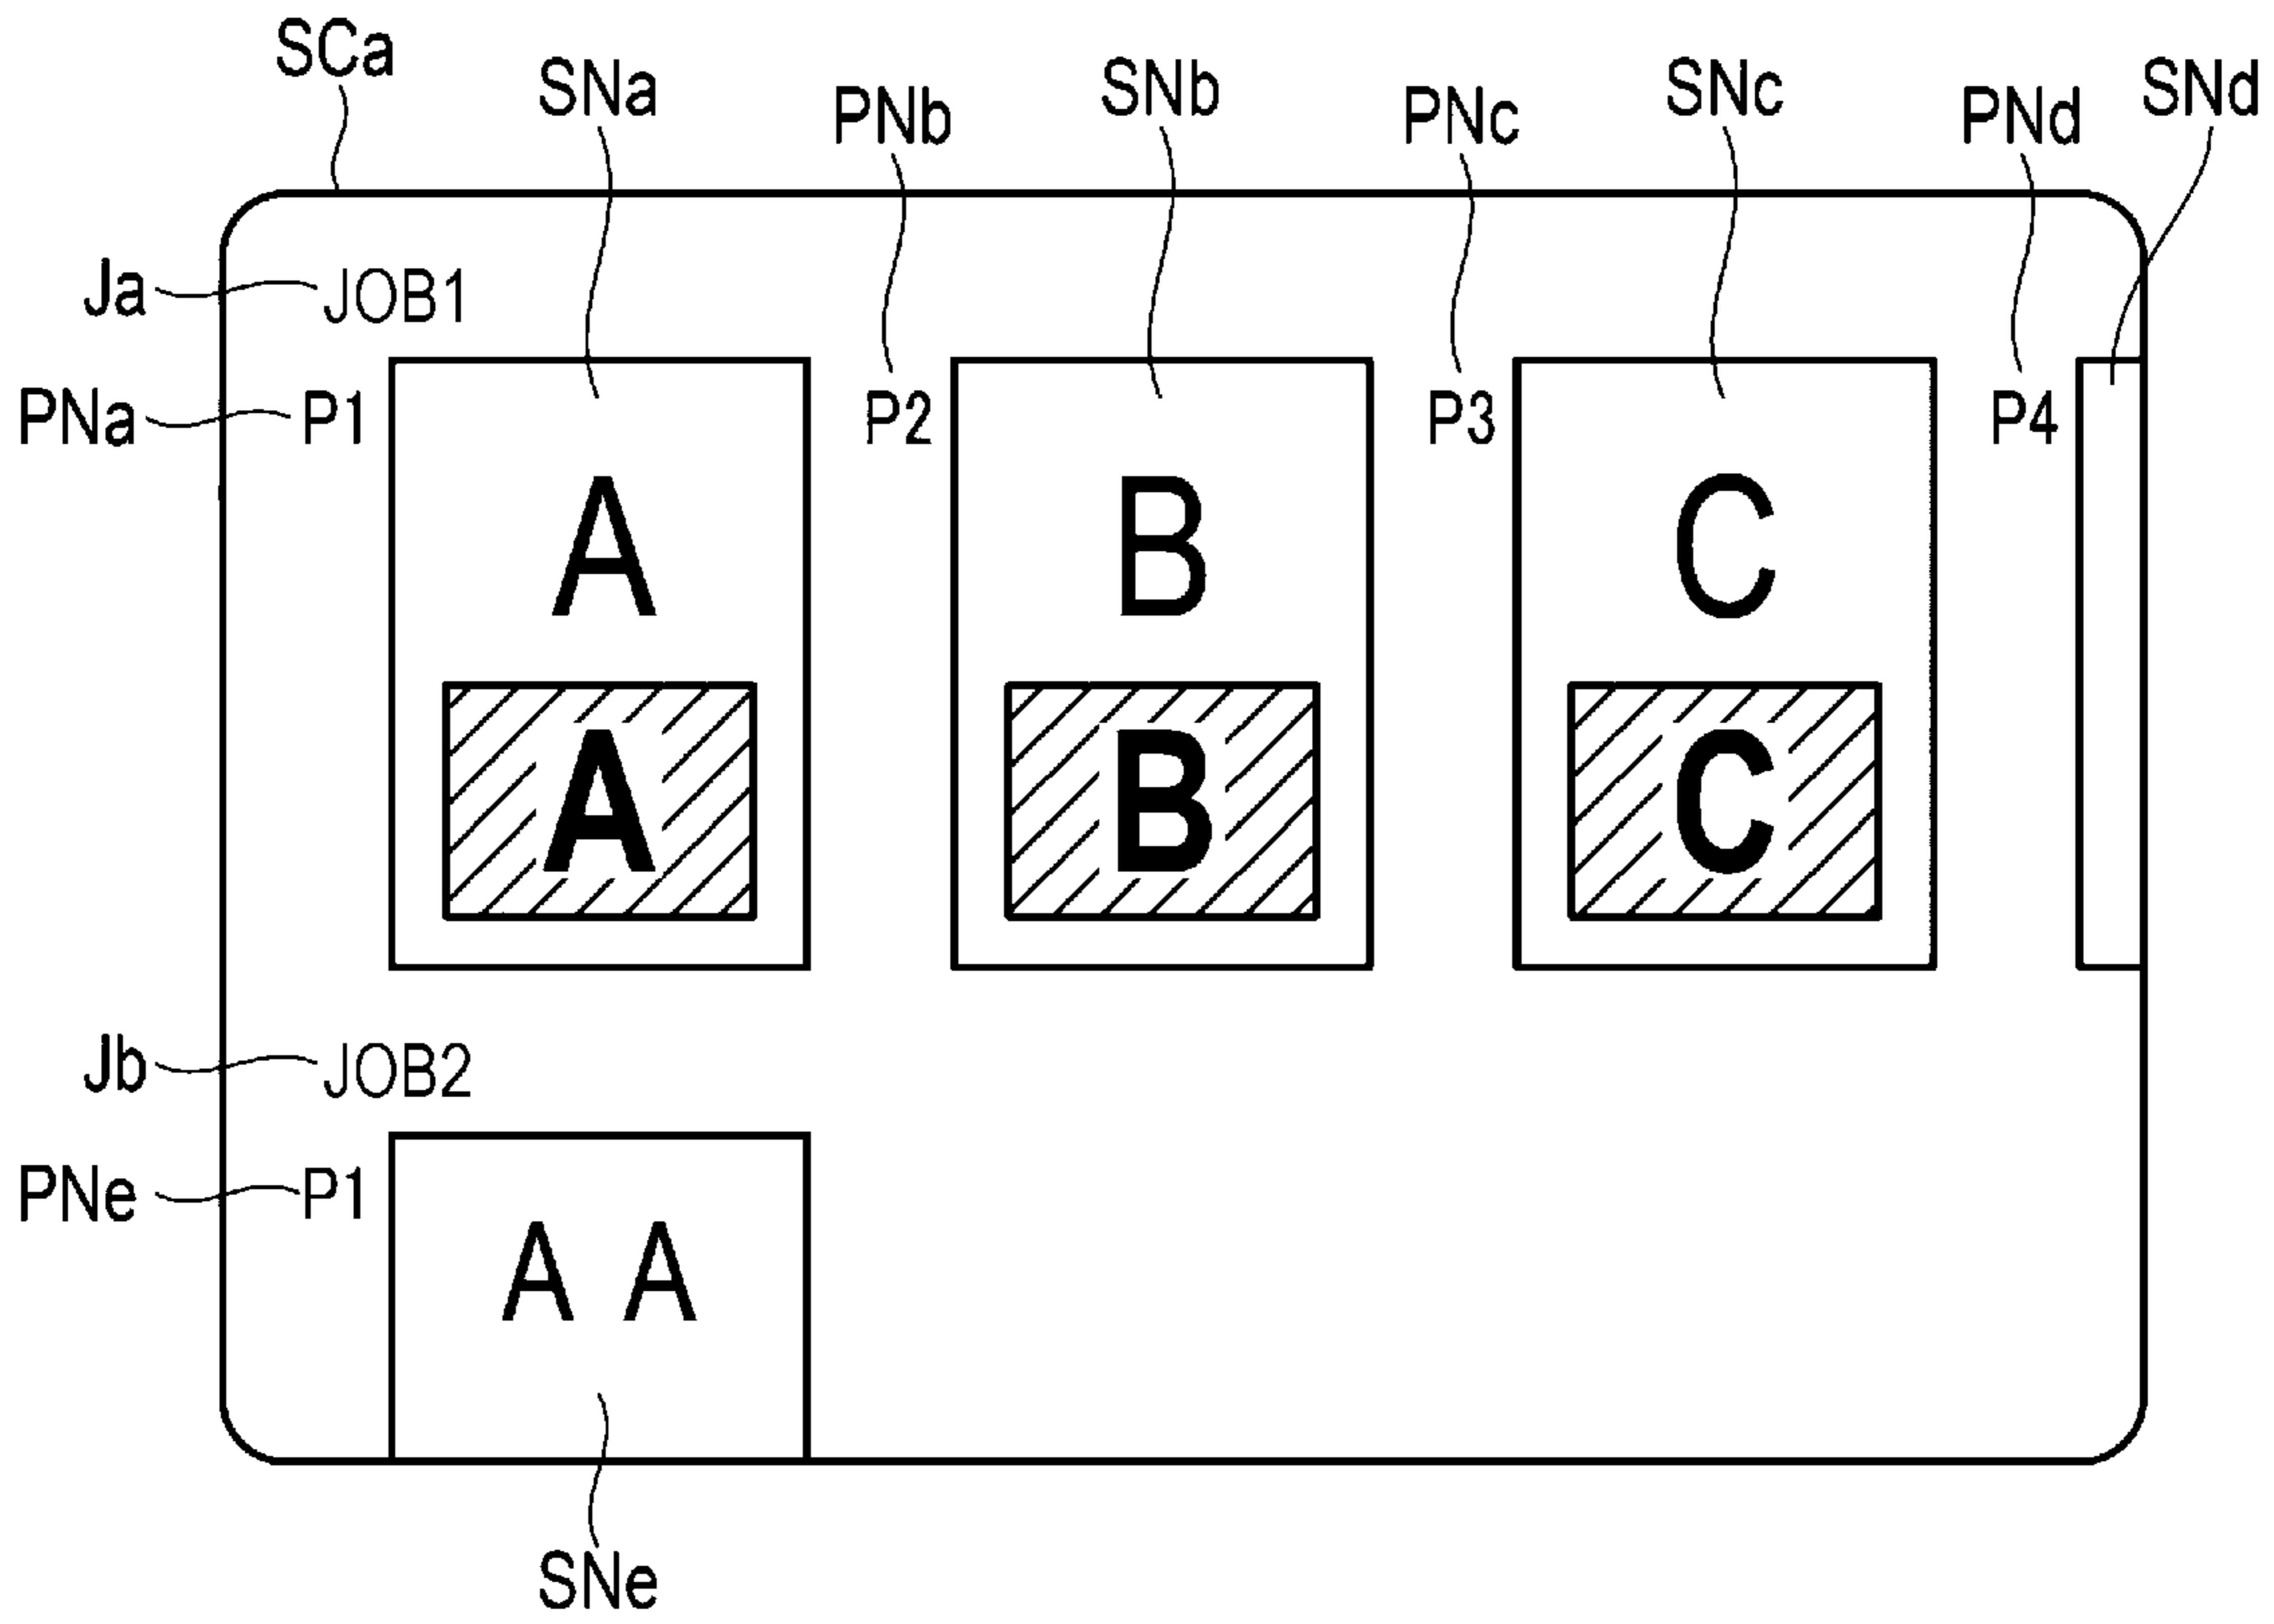 SCa
SNa
PNb
SNb
PNc
SNc
PNd
SNd
Ja
JOB1
PNa
P1
P2
P3
P4
A
B
C
A
B
C
Jb
JOB2
PNe
P1
A A
SNe